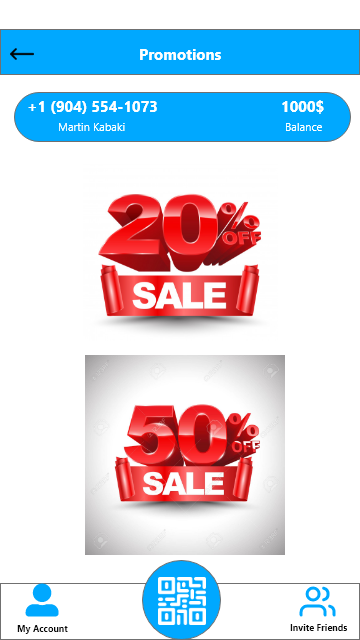 Promotions
+1 (904) 554-1073
1000$
Martin Kabaki
Balance
20%
OFF
SALE
50%
OFF
SALE
My Account
Invite Friends